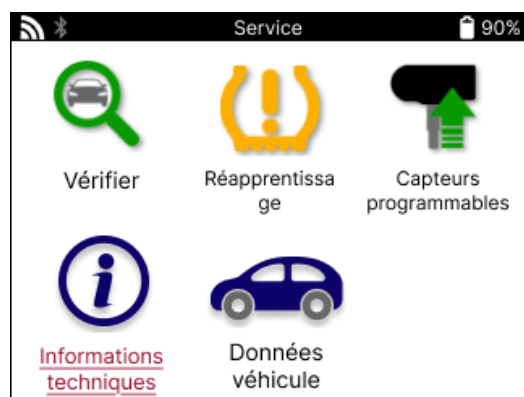 Service
90%
Vérifier
Réapprentissa
ge
Capteurs
programmables
Informations
techniques
Données
véhicule